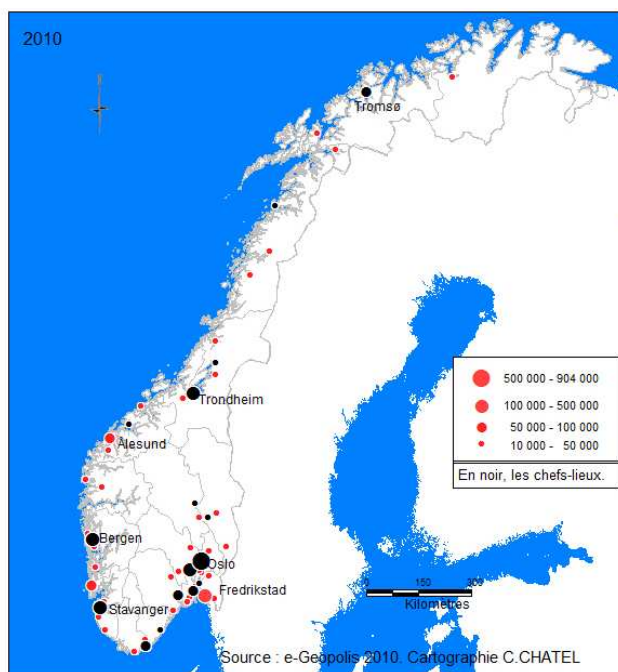 2010
Tromsø
500 000 - 904 000
100 000 - 500 000
50 000 - 100 000
10 000 - 50 000
En noir, les chefs-lieux.
Trondheim
Ålesund
Bergen
Oslo
Fredrikstad
Stavanger
0 150 300
Kilomètres
Source : e-Geopolis 2010. Cartographie C.CHATEL